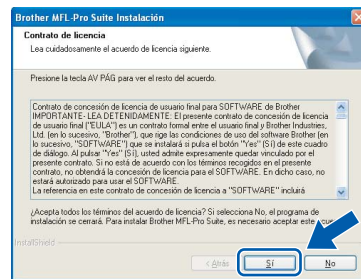 Brother MFL-Pro Suite Instalación
Contrato de licencia
Lea cuidadosamente el acuerdo de licencia siguiente.
Presione la tecla AV PÁG para ver el resto del acuerdo.
Contrato de concesión de licencia de usuario final para SOFTWARE de Brother
IMPORTANTE- LEA DETENIDAMENTE: El presente contrato de concesión de licencia
de usuario final ("EULA") es un contrato formal entre el usuario final y Brother Industries,
Ltd. (en lo sucesivo, "Brother"), que rige las condiciones de uso del software Brother (en
lo sucesivo, "SOFTWARE") que se instalará si pulsa el botón "Yes" (Sí) de este cuadro
de diálogo. Al pulsar "Yes" (Sí), usted admite expresamente quedar vinculado por el
presente contrato. Si no está de acuerdo con los términos recogidos en el presente
contrato, no obtendrá la concesión de licencia para el SOFTWARE. En dicho caso, no
estará autorizado para usar el SOFTWARE.
La referencia en este contrato de concesión de licencia a "SOFTWARE" incluirá
¿Acepta todos los términos del acuerdo de licencia? Si selecciona No, el programa de
instalación se cerrará. Para instalar Brother MFL-Pro Suite, es necesario aceptar este
InstallShield
< Atrás
Sí
No